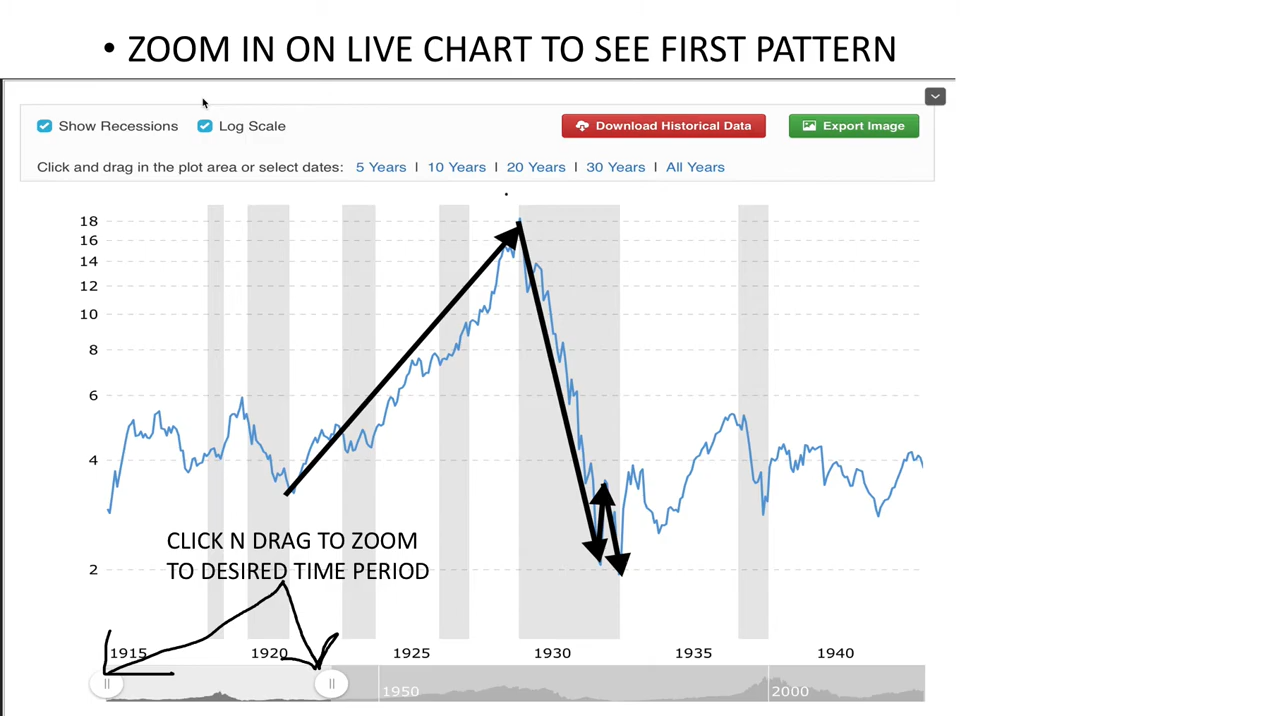 • ZOOM IN ON LIVE CHART TO SEE FIRST PATTERN
Show Recessions Log Scale Download Historical Data Export Image
Click and drag in the plot area or select dates: 5 Years | 10 Years | 20 Years | 30 Years | All Years
18
16
14
12
10
8
6
4
2
CLICK N DRAG TO ZOOM
TO DESIRED TIME PERIOD
1915 1920 1925 1930 1935 1940
1950 2000